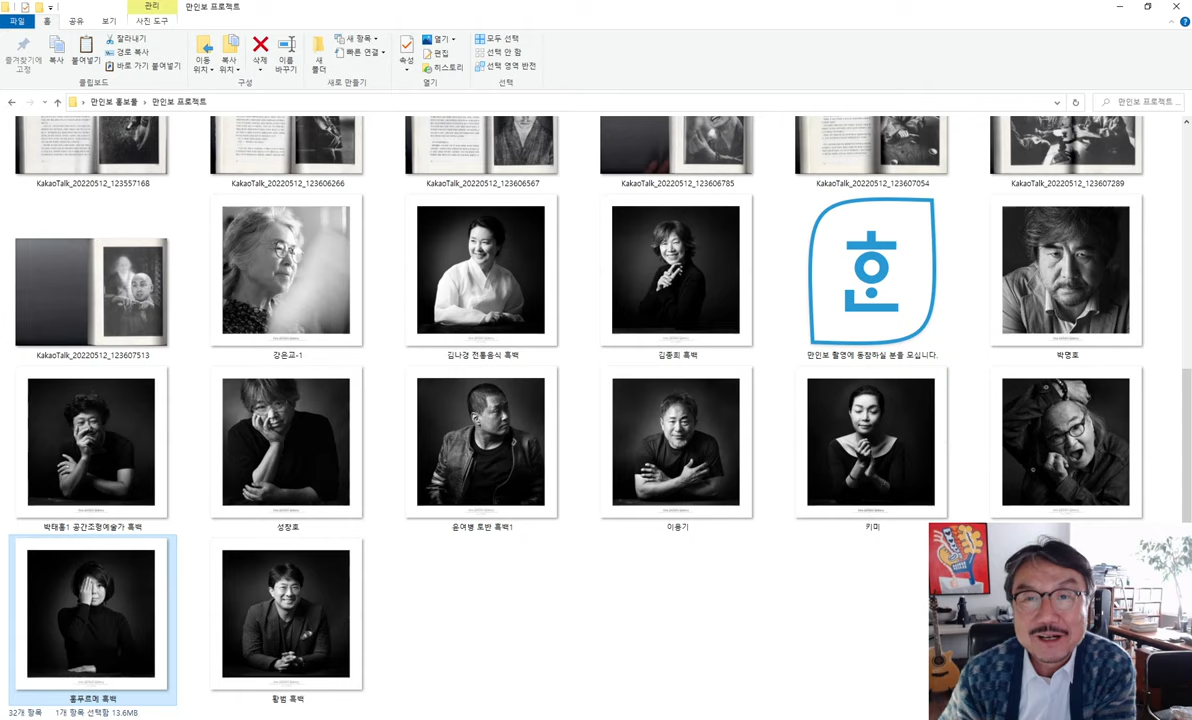 관리
만인보 프로젝트
파일
홈
공유
보기
사진 도구
즐겨찾기에 고정
복사
붙여넣기
잘라내기
경로 복사
바로 가기 붙여넣기
클립보드
이동 위치
복사 위치
삭제
이름 바꾸기
구성
새 폴더
새 항목
빠른 연결
새로 만들기
속성
열기
편집
히스토리
열기
모두 선택
선택 안 함
선택 영역 반전
선택
만인보 홍보물 › 만인보 프로젝트
만인보 프로젝트 ...
KakaoTalk_20220512_123557168
KakaoTalk_20220512_123606266
KakaoTalk_20220512_123606567
KakaoTalk_20220512_123606785
KakaoTalk_20220512_123607054
KakaoTalk_20220512_123607289
혼
KakaoTalk_20220512_123607513
강은교-1
김나경 전통음식 흑백
김종희 흑백
만인보 촬영에 동참하실 분을 모십니다.
박명호
박태홍1 공간조형예술가 흑백
성창호
윤여병 토반 흑백1
이용기
키미
홍푸르메 흑백
황범 흑백
32개 항목
1개 항목 선택함 13.6MB